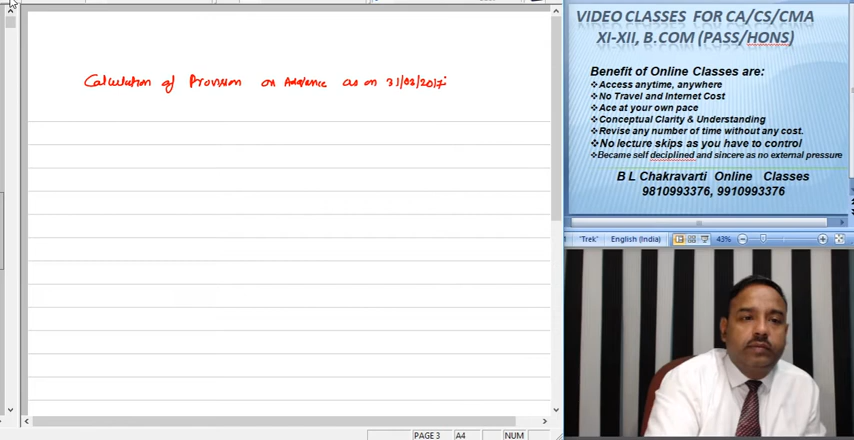 Calculation of Provision on Advance as on 31/03/2017:
PAGE 3
A4
NUM
VIDEO CLASSES FOR CA/CS/CMA
XI-XII, B.COM (PASS/HONS)
Benefit of Online Classes are:
❖Access anytime, anywhere
❖No Travel and Internet Cost
❖Ace at your own pace
❖Conceptual Clarity & Understanding
❖Revise any number of time without any cost.
❖No lecture skips as you have to control
❖Became self deciplined and sincere as no external pressure
B L Chakravarti Online Classes
9810993376, 9910993376
'Trek'
English (India)
43%